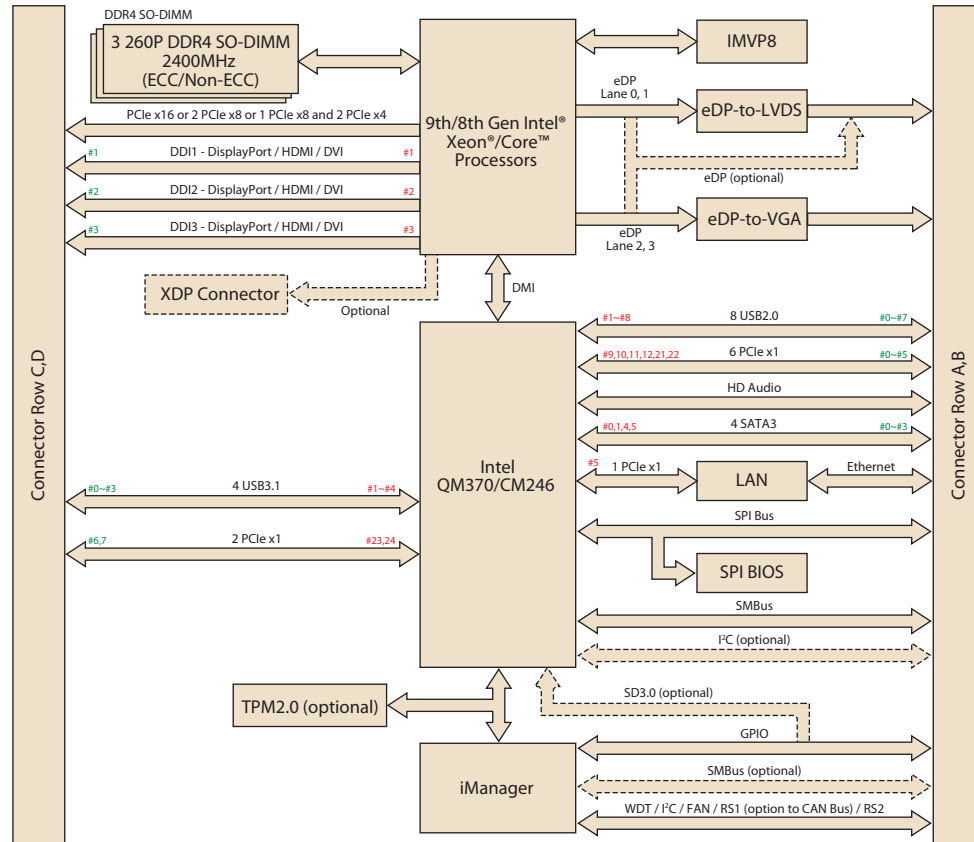 DDR4 SO-DIMM
3 260P DDR4 SO-DIMM
2400MHz
(ECC/Non-ECC)
IMVP8
9th/8th Gen Intel®
Xeon®/Core™
Processors
eDP
Lane 0, 1
eDP-to-LVDS
eDP (optional)
eDP-to-VGA
eDP
Lane 2, 3
PCIe x16 or 2 PCIe x8 or 1 PCIe x8 and 2 PCIe x4
#1 DDI1 - DisplayPort / HDMI / DVI #1
#2 DDI2 - DisplayPort / HDMI / DVI #2
#3 DDI3 - DisplayPort / HDMI / DVI #3
XDP Connector
Optional
DMI
Connector Row C,D
Connector Row A,B
Intel
QM370/CM246
#1~#8 8 USB2.0 #0~#7
#9,10,11,12,21,22 6 PCIe x1 #0~#5
HD Audio
#0,1,4,5 4 SATA3 #0~#3
#5 1 PCIe x1
LAN
Ethernet
#0~#3 4 USB3.1 #1~#4
#6,7 2 PCIe x1 #23,24
SPI Bus
SPI BIOS
SMBus
I²C (optional)
TPM2.0 (optional)
SD3.0 (optional)
iManager
GPIO
SMBus (optional)
WDT / I²C / FAN / RS1 (option to CAN Bus) / RS2